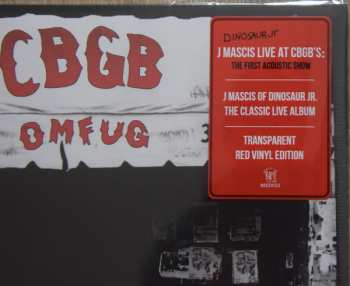 CBGB
OMFUG
3
DINOSAUR JR
J MASCIS LIVE AT CBGB'S:
THE FIRST ACOUSTIC SHOW
J MASCIS OF DINOSAUR JR.
THE CLASSIC LIVE ALBUM
TRANSPARENT
RED VINYL EDITION